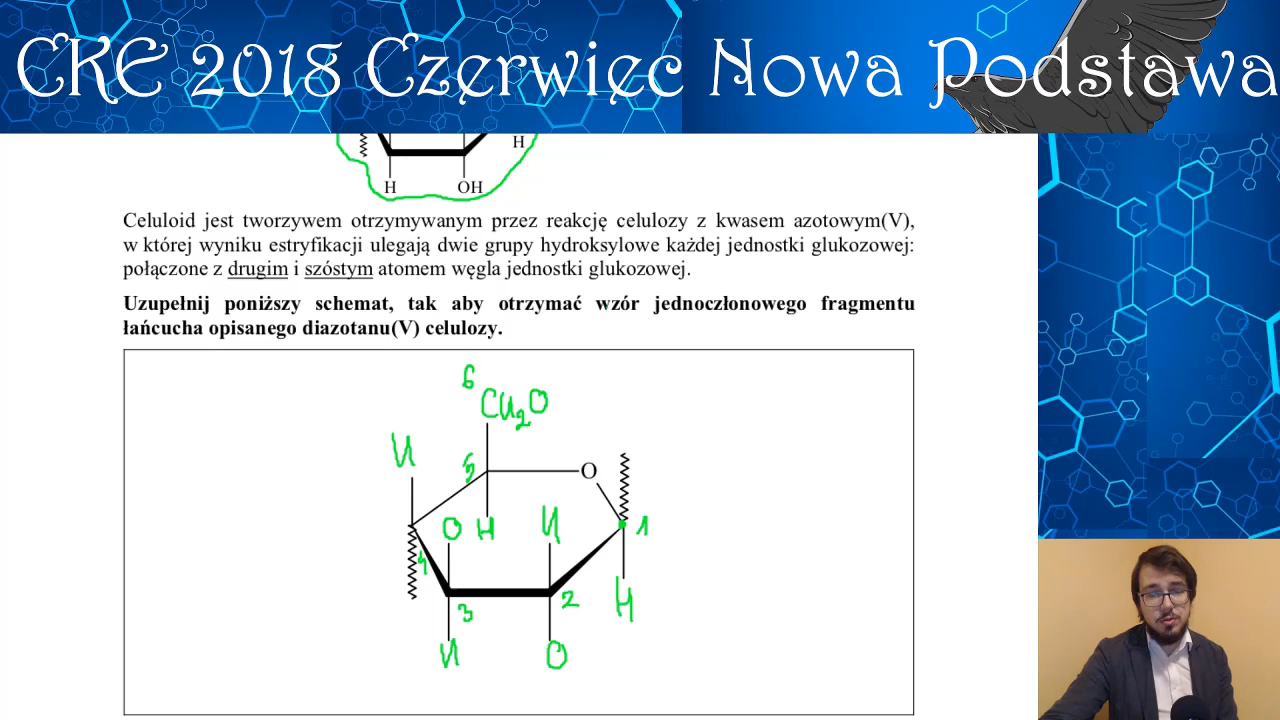 CKE 2018 Czerwięc Nowa Podstawa
H
H OH
Celuloid jest tworzywem otrzymywanym przez reakcję celulozy z kwasem azotowym(V),
w której wyniku estryfikacji ulegają dwie grupy hydroksylowe każdej jednostki glukozowej:
połączone z drugim i szóstym atomem węgla jednostki glukozowej.
Uzupełnij poniższy schemat, tak aby otrzymać wzór jednoczłonowego fragmentu
łańcucha opisanego diazotanu(V) celulozy.
6
CH2O
H
5 O
O H H 1
4
3 2 H
H O